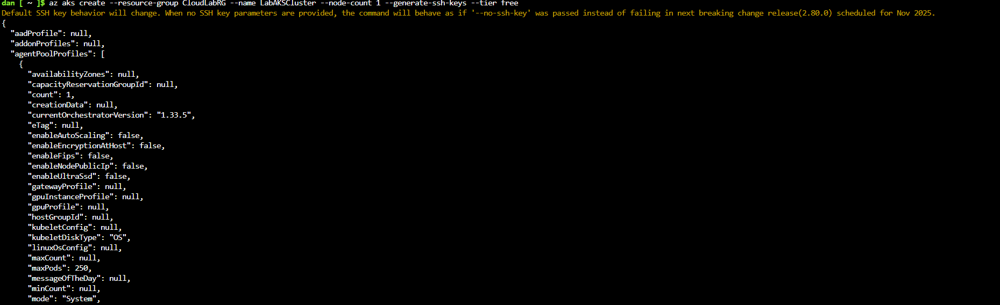 dan [ ~ ]$ az aks create --resource-group CloudLabRG --name LabAKSCluster --node-count 1 --generate-ssh-keys --tier free
Default SSH key behavior will change. When no SSH key parameters are provided, the command will behave as if '--no-ssh-key' was passed instead of failing in next breaking change release(2.80.0) scheduled for Nov 2025.
{
  "aadProfile": null,
  "addonProfiles": null,
  "agentPoolProfiles": [
    {
      "availabilityZones": null,
      "capacityReservationGroupId": null,
      "count": 1,
      "creationData": null,
      "currentOrchestratorVersion": "1.33.5",
      "eTag": null,
      "enableAutoScaling": false,
      "enableEncryptionAtHost": false,
      "enableFips": false,
      "enableNodePublicIp": false,
      "enableUltraSsd": false,
      "gatewayProfile": null,
      "gpuInstanceProfile": null,
      "gpuProfile": null,
      "hostGroupId": null,
      "kubeletConfig": null,
      "kubeletDiskType": "OS",
      "linuxOsConfig": null,
      "maxCount": null,
      "maxPods": 250,
      "messageOfTheDay": null,
      "minCount": null,
      "mode": "System",